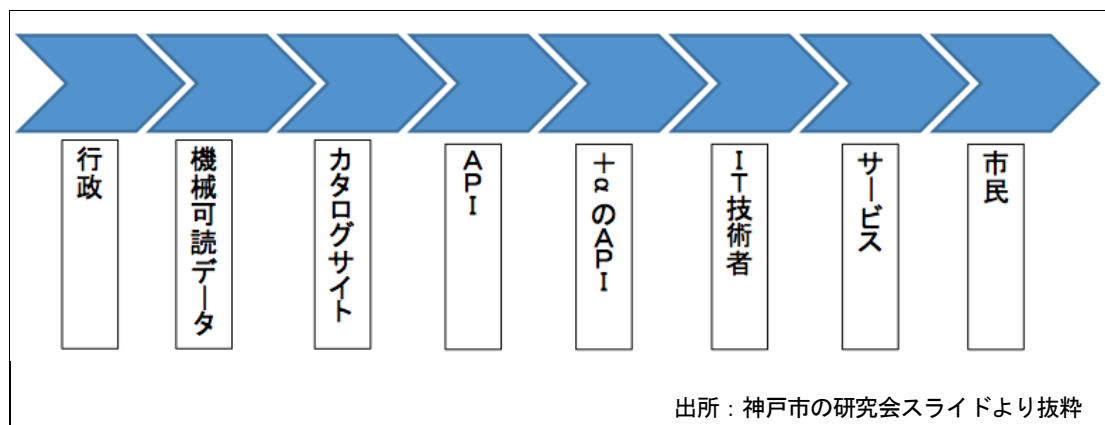 行政
機械可読データ
カタログサイト
API
+αのAPI
IT技術者
サービス
市民
出所：神戸市の研究会スライドより抜粋